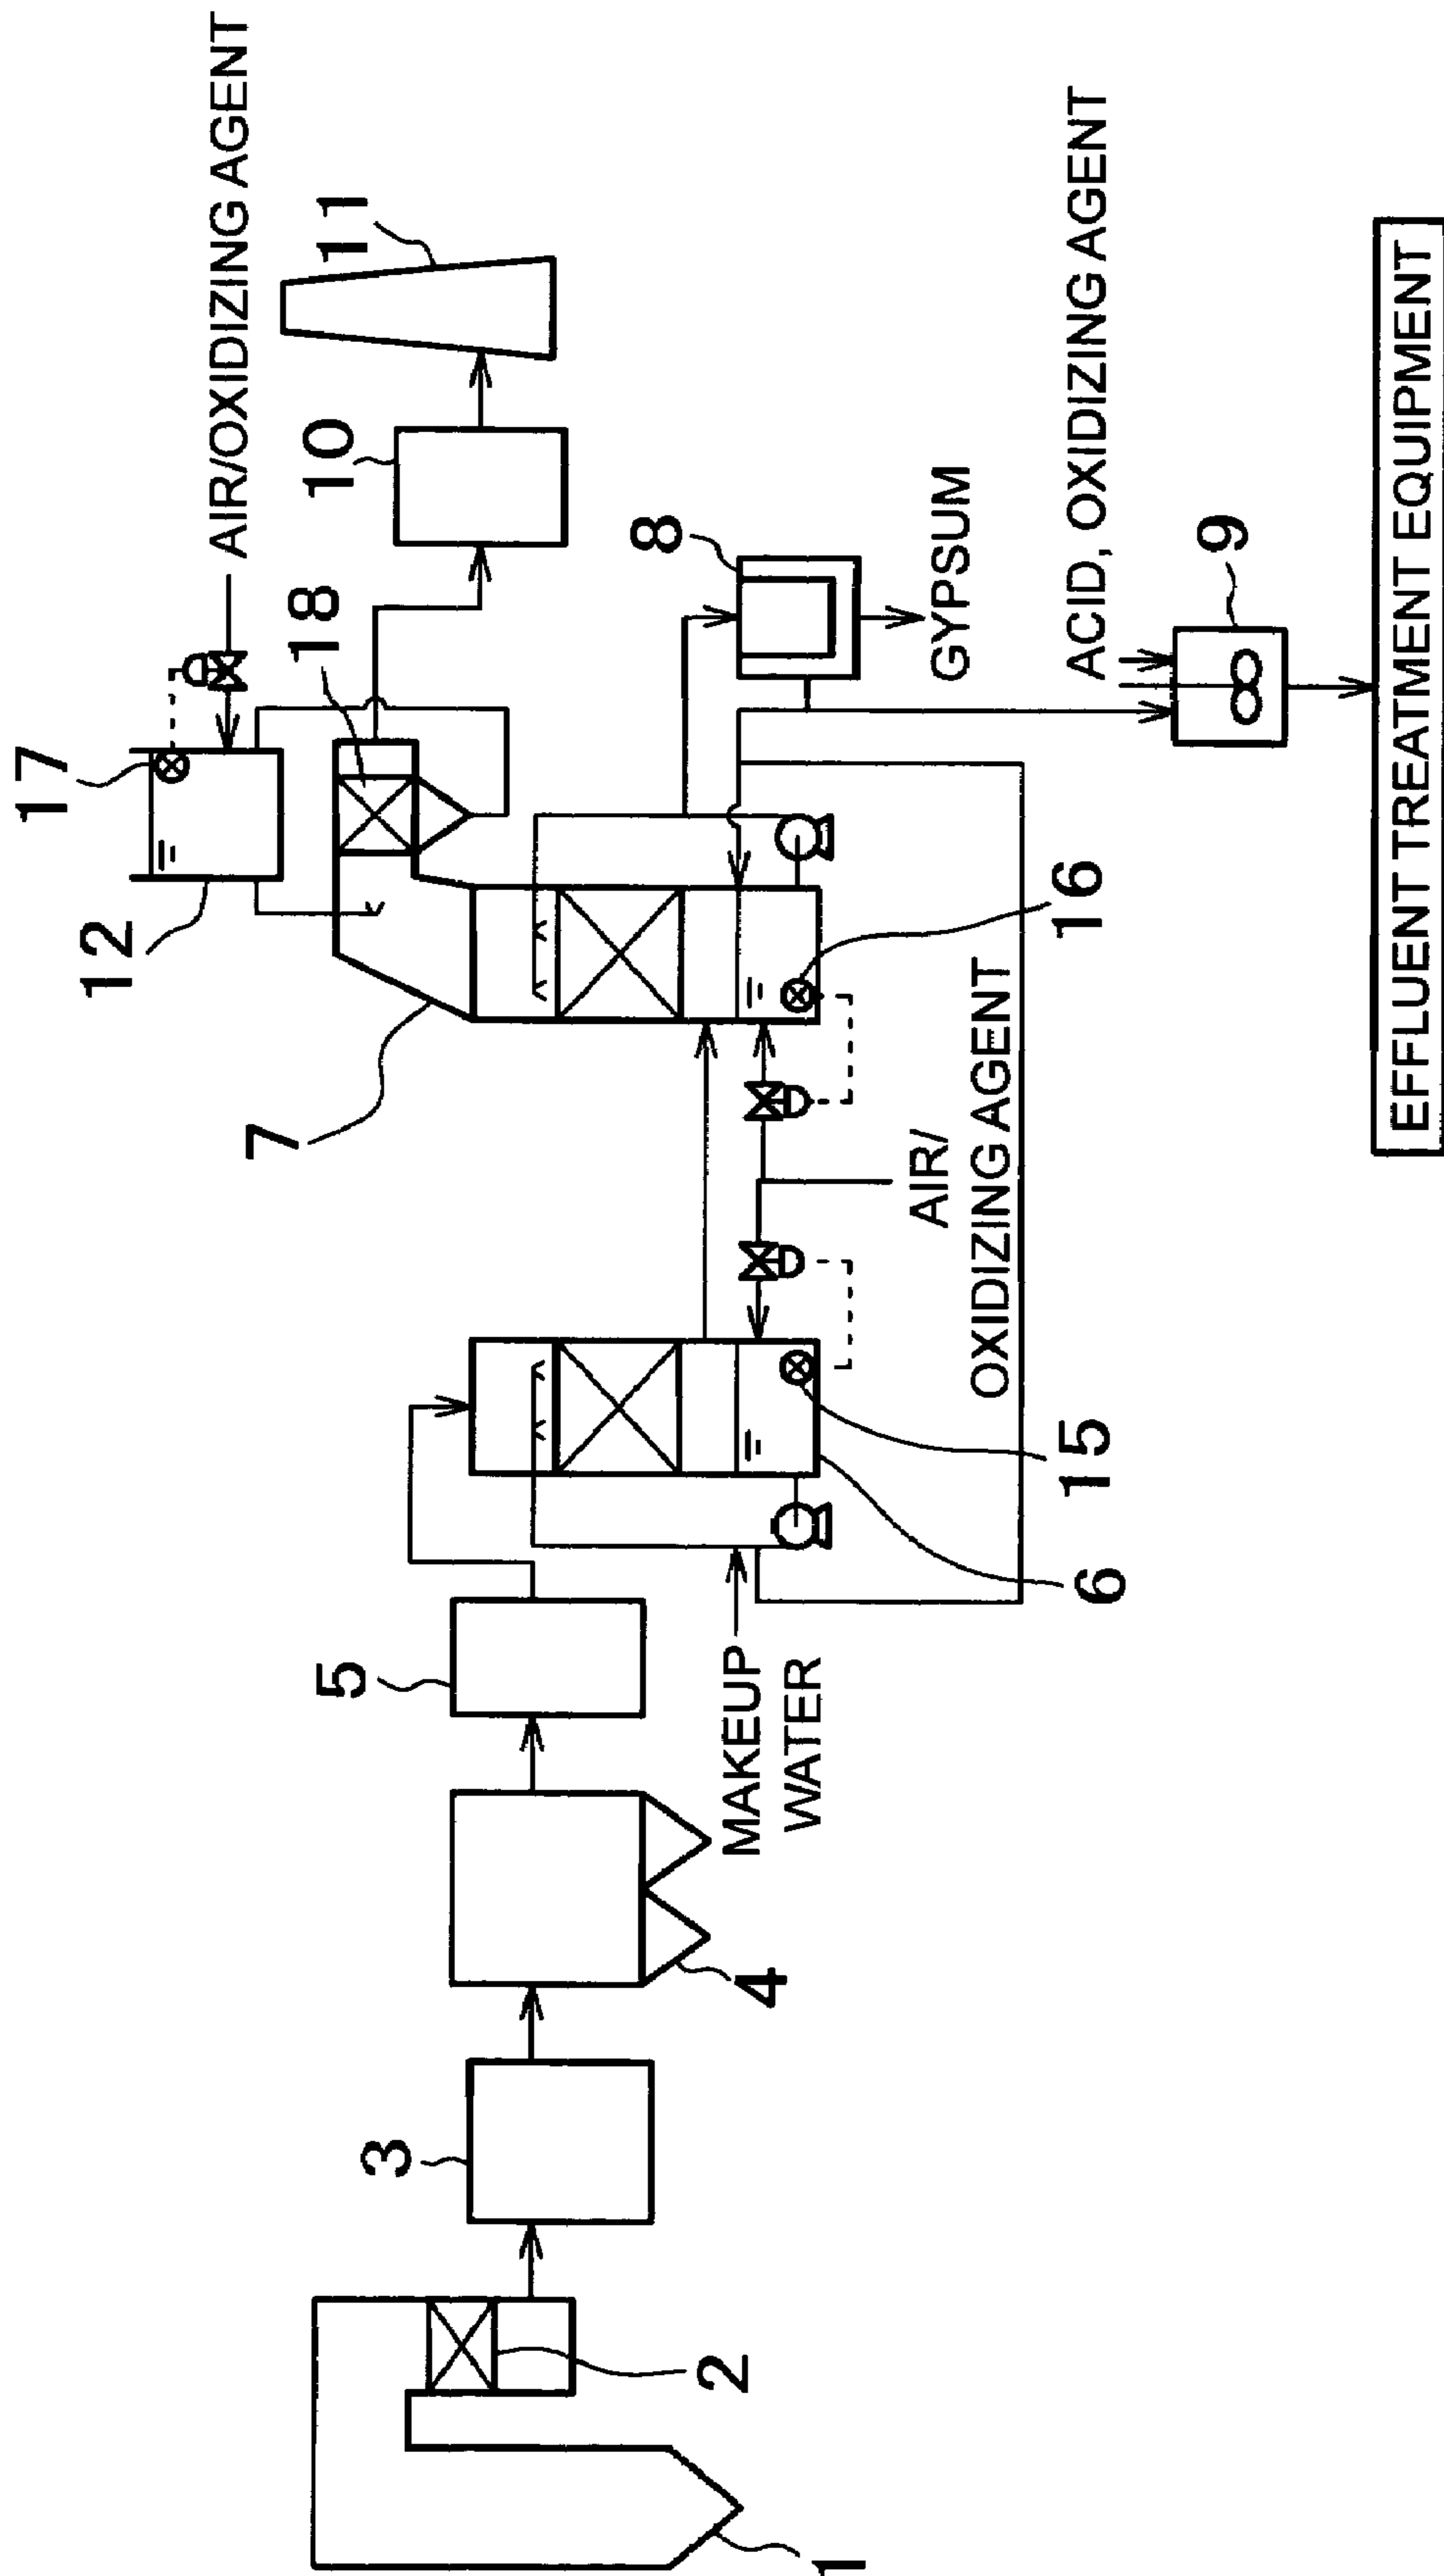 17
AIR/OXIDIZING AGENT
12
18
10
11
7
5
3
8
GYPSUM
16
AIR/
OXIDIZING AGENT
MAKEUP
WATER
15
6
4
2
1
ACID, OXIDIZING AGENT
9
EFFLUENT TREATMENT EQUIPMENT